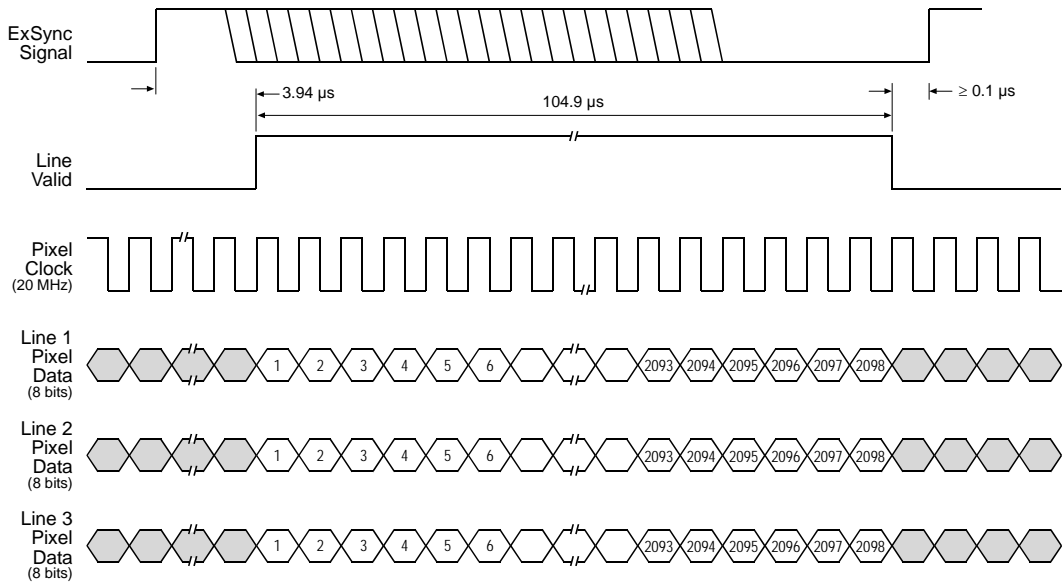 ExSync
Signal
3.94 µs
104.9 µs
≥ 0.1 µs
Line
Valid
Pixel
Clock
(20 MHz)
Line 1
Pixel
Data
(8 bits)
1 2 3 4 5 6 2093 2094 2095 2096 2097 2098
Line 2
Pixel
Data
(8 bits)
1 2 3 4 5 6 2093 2094 2095 2096 2097 2098
Line 3
Pixel
Data
(8 bits)
1 2 3 4 5 6 2093 2094 2095 2096 2097 2098